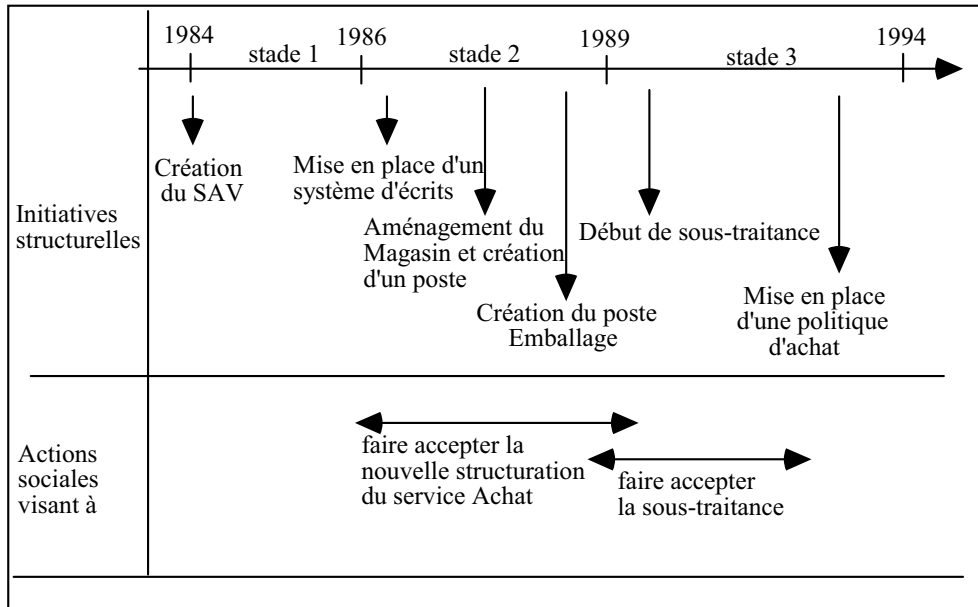 1984
1986
1989
1994
stade 1
stade 2
stade 3
Initiatives
structurelles
Création
du SAV
Mise en place d'un
système d'écrits
Aménagement du
Magasin et création
d'un poste
Création du poste
Emballage
Début de sous-traitance
Mise en place
d'une politique
d'achat
Actions
sociales
visant à
faire accepter la
nouvelle structuration
du service Achat
faire accepter
la sous-traitance